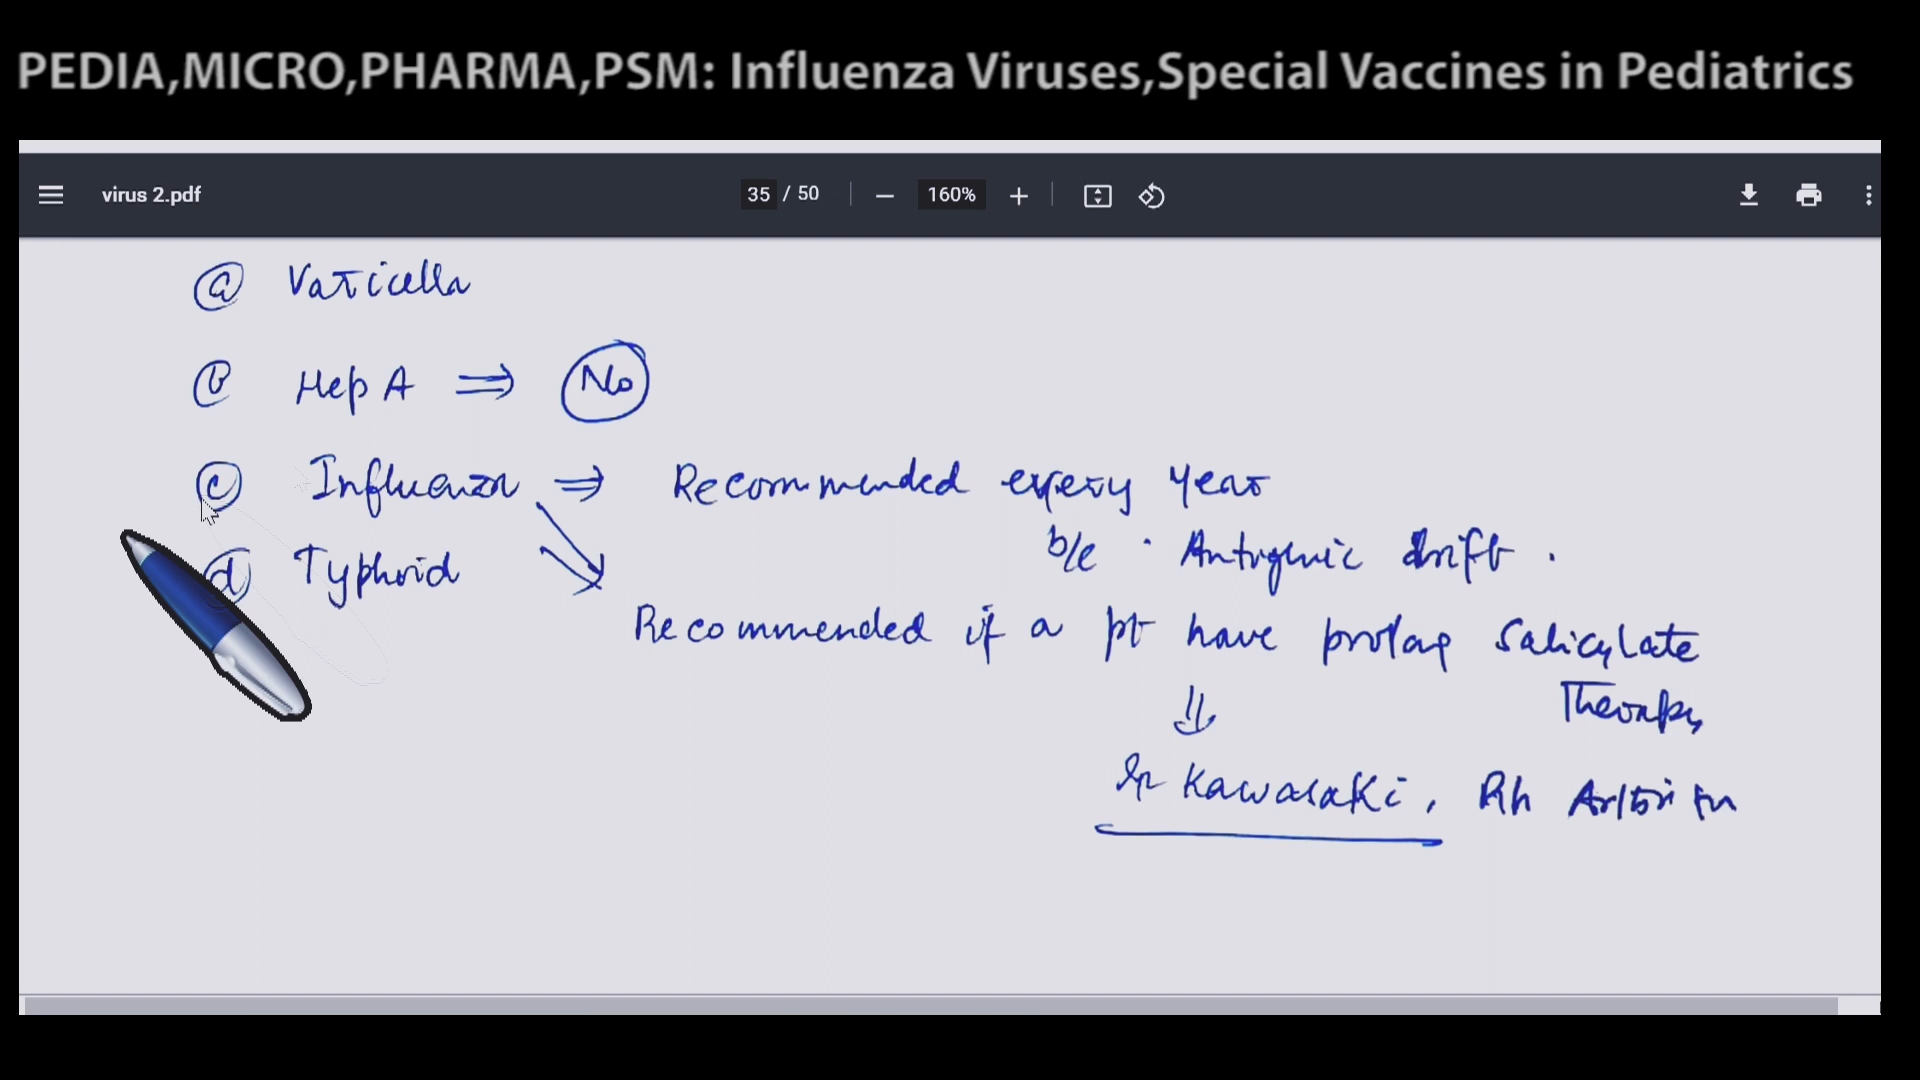 PEDIA,MICRO,PHARMA,PSM: Influenza Viruses,Special Vaccines in Pediatrics
virus 2.pdf 35 / 50 160%
a Varicella
b Hep A ⇒ No
c Influenza ⇒ Recommended every year
b/c · Antigenic drift ·
d Typhoid
Recommended if a pt have prolong Salicylate
Therapy
⇓
In Kawasaki, Rh